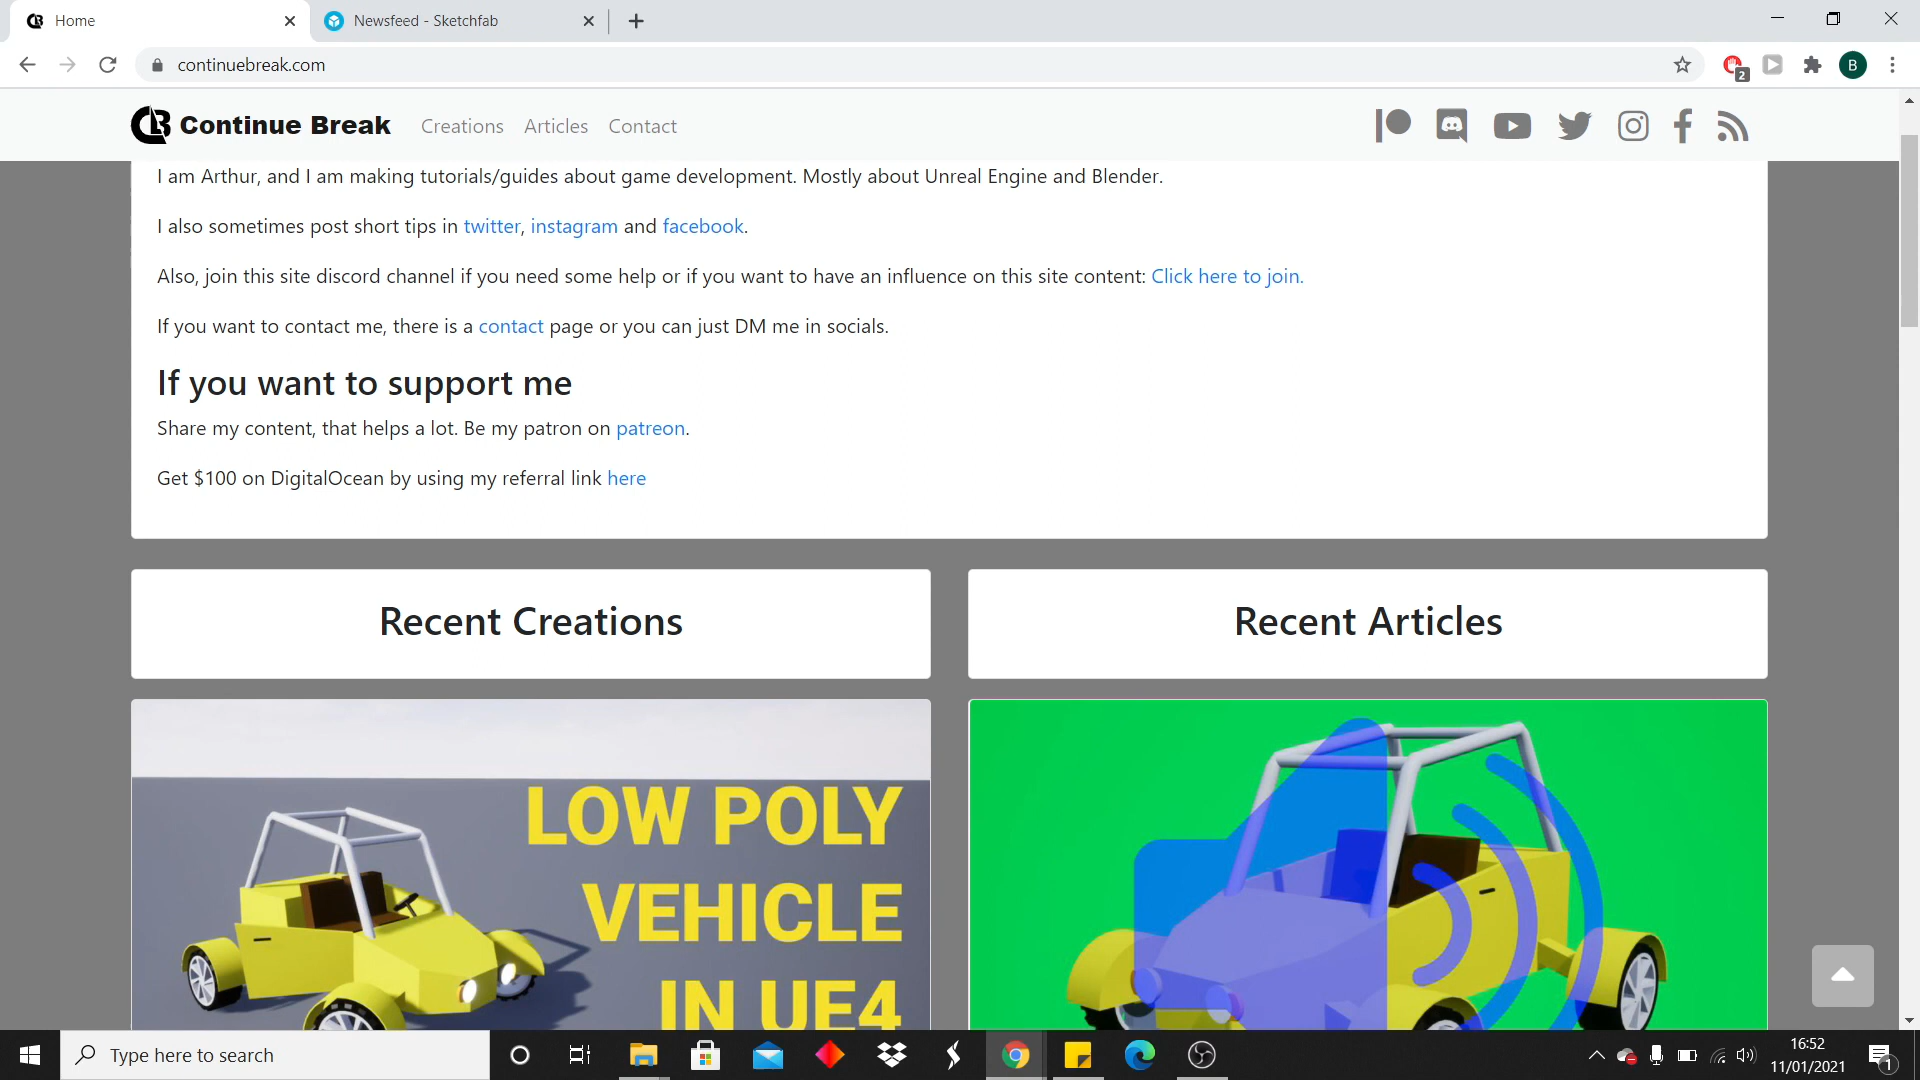 Home
Newsfeed - Sketchfab
continuebreak.com
2
B
Continue Break
Creations
Articles
Contact
I am Arthur, and I am making tutorials/guides about game development. Mostly about Unreal Engine and Blender.
I also sometimes post short tips in twitter, instagram and facebook.
Also, join this site discord channel if you need some help or if you want to have an influence on this site content: Click here to join.
If you want to contact me, there is a contact page or you can just DM me in socials.
If you want to support me
Share my content, that helps a lot. Be my patron on patreon.
Get $100 on DigitalOcean by using my referral link here
Recent Creations
Recent Articles
LOW POLY
VEHICLE
IN UE4
Type here to search
16:52
11/01/2021
1